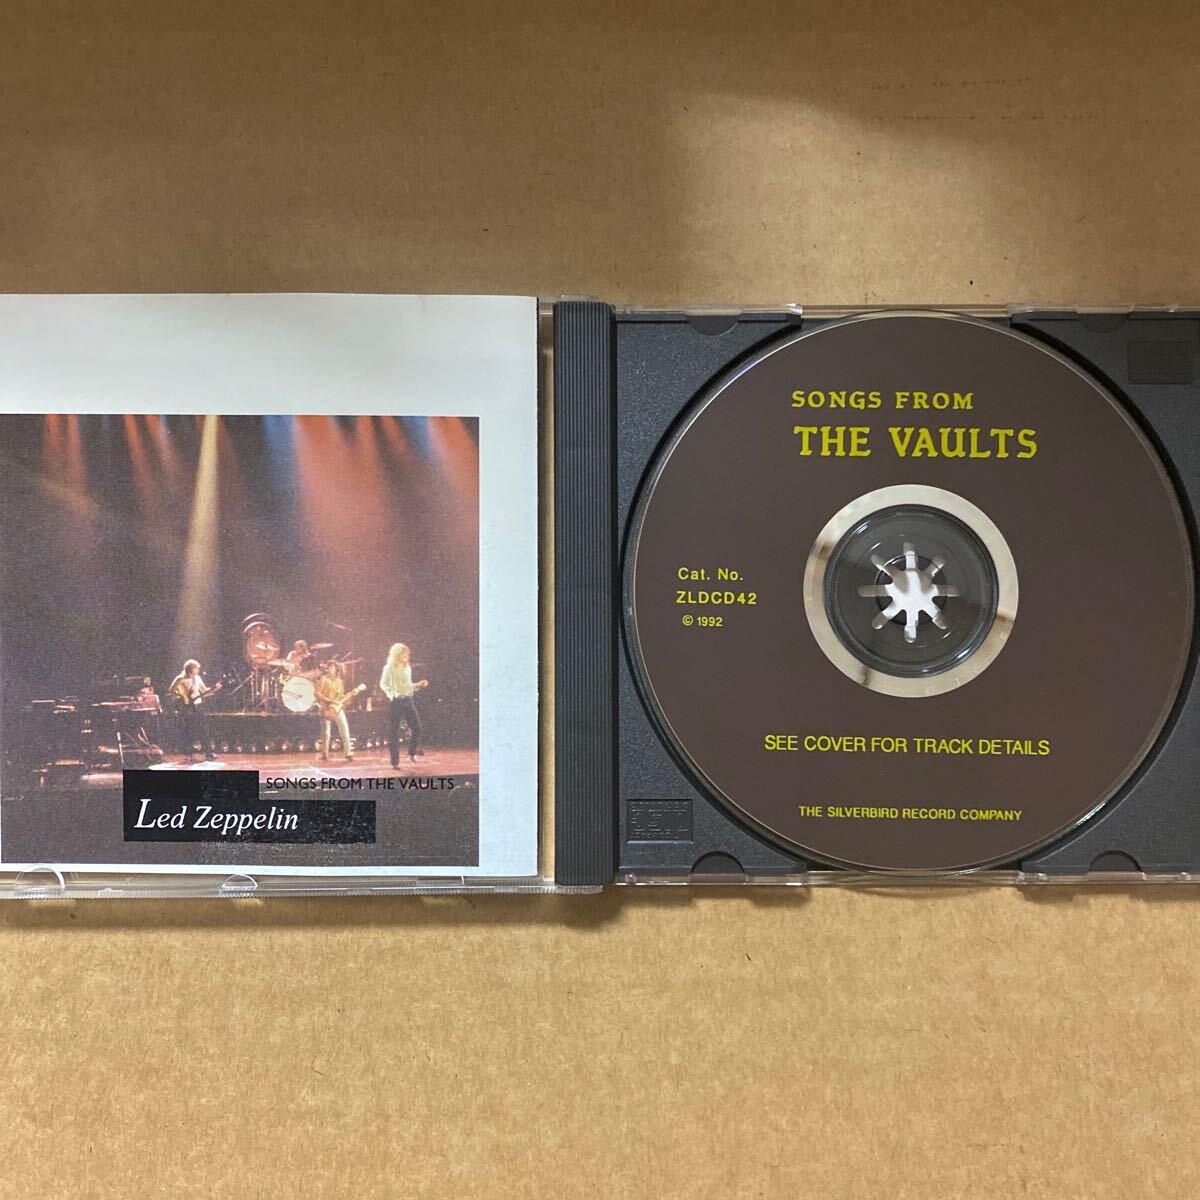 SONGS FROM THE VAULTS
Led Zeppelin
SONGS FROM
THE VAULTS
Cat. No.
ZLDCD42
© 1992
SEE COVER FOR TRACK DETAILS
THE SILVERBIRD RECORD COMPANY